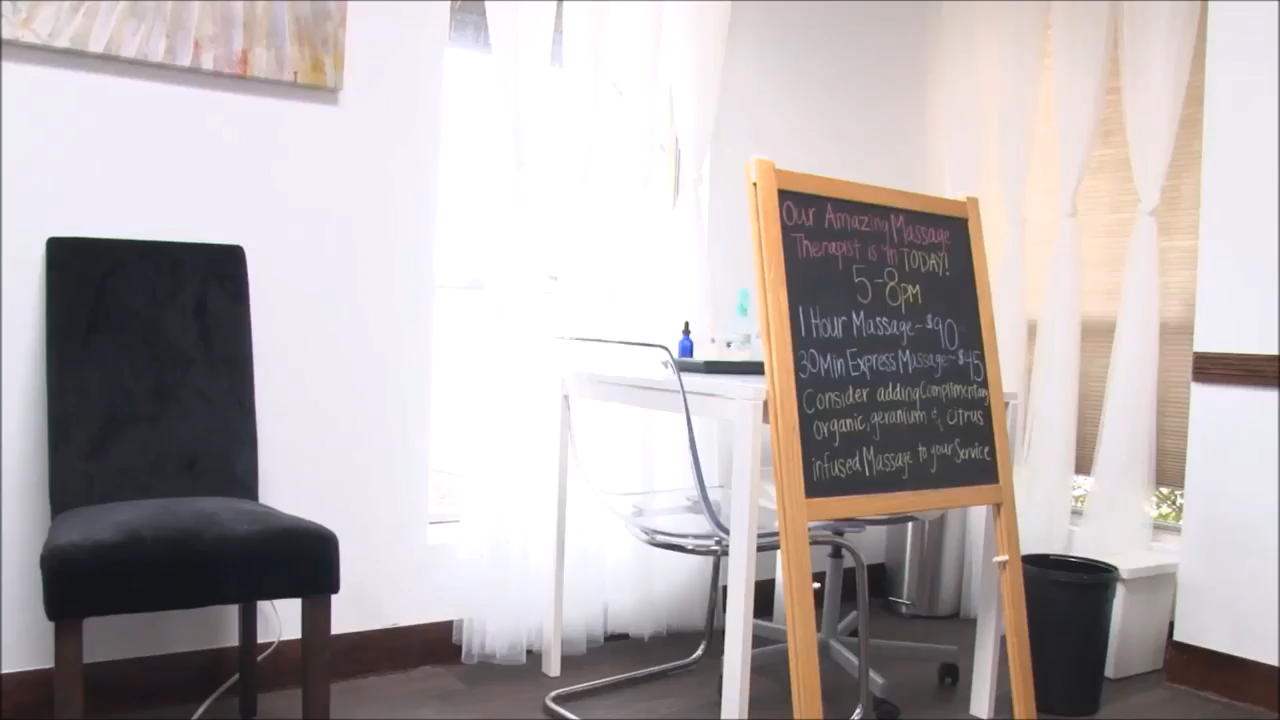 Our Amazing Massage
Therapist is in TODAY!
5-8pm
1 Hour Massage~ $90
30 Min Express Massage~ $45
Consider adding Complimentary
organic, geranium & citrus
infused Massage to your Service